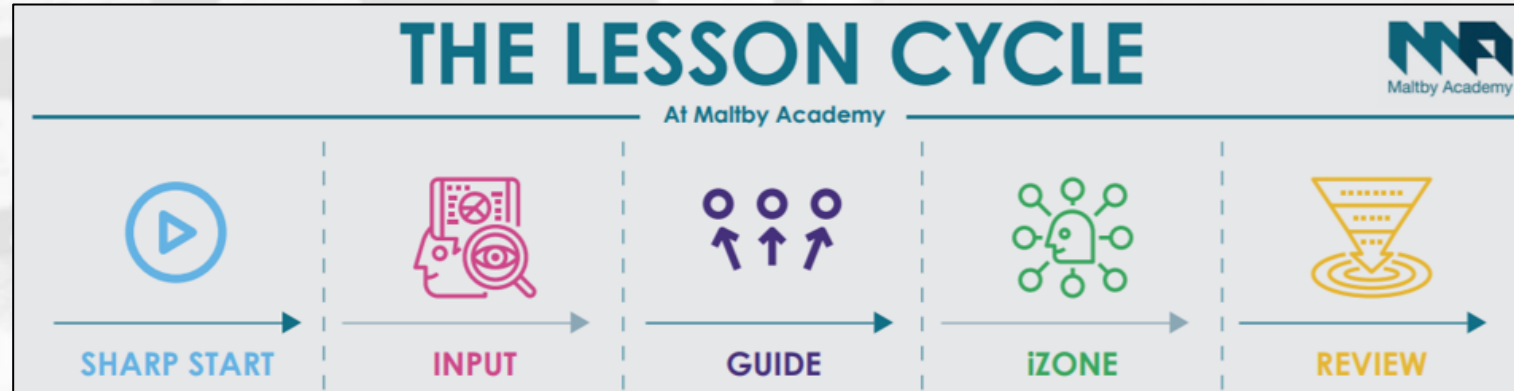 THE LESSON CYCLE
Maltby Academy
At Maltby Academy
SHARP START
INPUT
GUIDE
iZONE
REVIEW